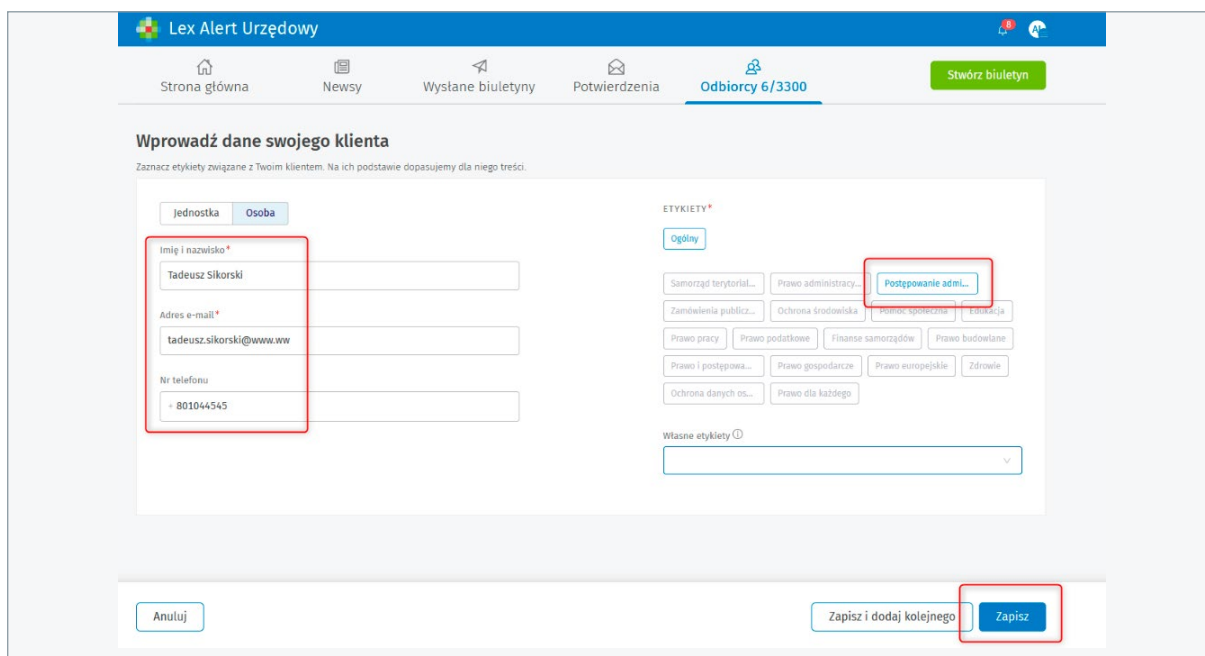 Lex Alert Urzędowy
8
Strona główna Newsy Wysłane biuletyny Potwierdzenia Odbiorcy 6/3300 Stwórz biuletyn
Wprowadź dane swojego klienta
Zaznacz etykiety związane z Twoim klientem. Na ich podstawie dopasujemy dla niego treści.
Jednostka Osoba
Imię i nazwisko*
Tadeusz Sikorski
Adres e-mail*
tadeusz.sikorski@www.ww
Nr telefonu
+ 801044545
ETYKIETY*
Ogólny
Samorząd terytorial... Prawo administracy... Postępowanie admi...
Zamówienia publicz... Ochrona środowiska Pomoc społeczna Edukacja
Prawo pracy Prawo podatkowe Finanse samorządów Prawo budowlane
Prawo i postępowa... Prawo gospodarcze Prawo europejskie Zdrowie
Ochrona danych os... Prawo dla każdego
Własne etykiety
Anuluj Zapisz i dodaj kolejnego Zapisz